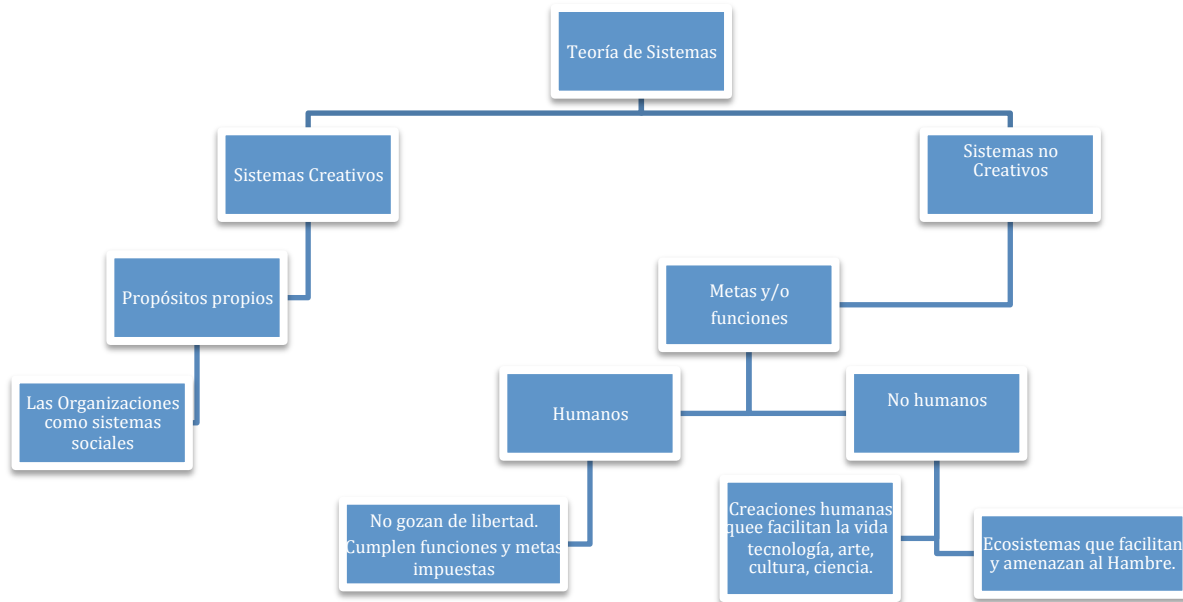 Teoría de Sistemas
Sistemas Creativos
Sistemas no
Creativos
Propósitos propios
Metas y/o
funciones
Las Organizaciones
como sistemas
sociales
Humanos
No humanos
No gozan de libertad.
Cumplen funciones y metas
impuestas
Creaciones humanas
quee facilitan la vida
tecnología, arte,
cultura, ciencia.
Ecosistemas que facilitan
y amenazan al Hambre.